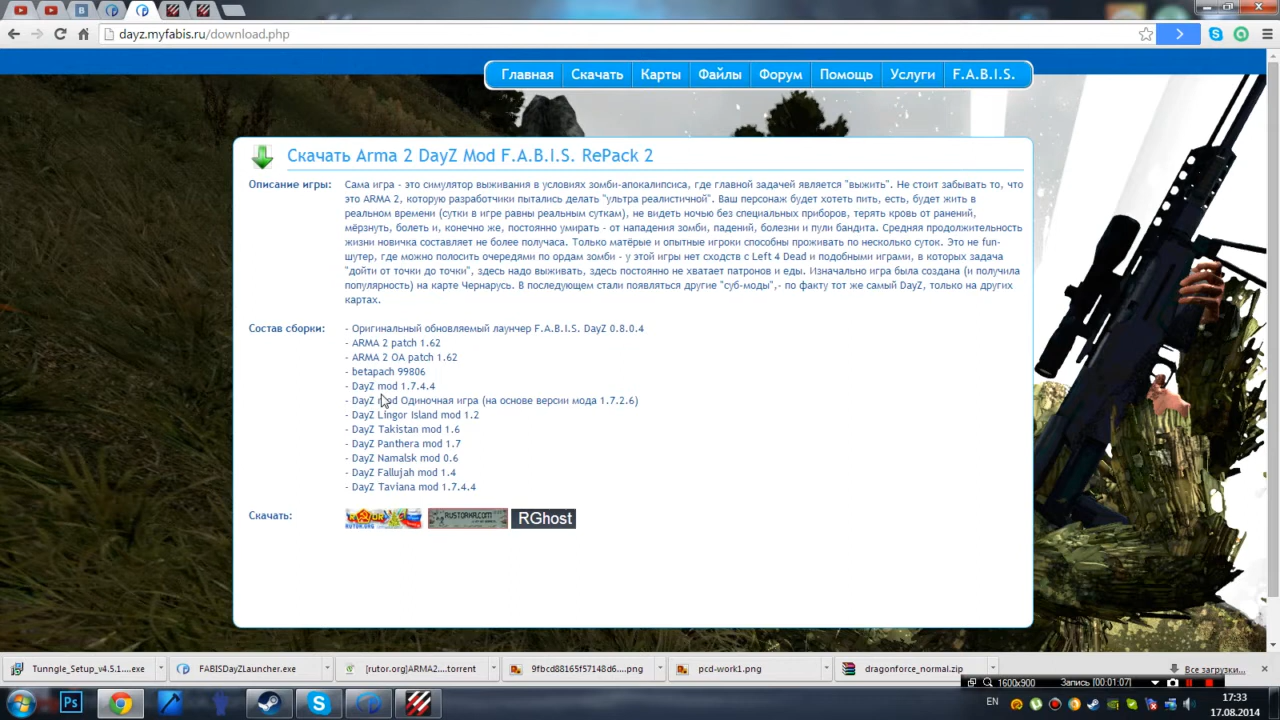 dayz.myfabis.ru/download.php
Главная Скачать Карты Файлы Форум Помощь Услуги F.A.B.I.S.
Скачать Arma 2 DayZ Mod F.A.B.I.S. RePack 2
Описание игры: Сама игра - это симулятор выживания в условиях зомби-апокалипсиса, где главной задачей является "выжить". Не стоит забывать то, что
это ARMA 2, которую разработчики пытались делать "ультра реалистичной". Ваш персонаж будет хотеть пить, есть, будет жить в
реальном времени (сутки в игре равны реальным суткам), не видеть ночью без специальных приборов, терять кровь от ранений,
мёрзнуть, болеть и, конечно же, постоянно умирать - от нападения зомби, падений, болезни и пули бандита. Средняя продолжительность
жизни новичка составляет не более получаса. Только матёрые и опытные игроки способны проживать по несколько суток. Это не fun-
шутер, где можно полосить очередями по ордам зомби - у этой игры нет сходств с Left 4 Dead и подобными играми, в которых задача
"дойти от точки до точки", здесь надо выживать, здесь постоянно не хватает патронов и еды. Изначально игра была создана (и получила
популярность) на карте Чернарусь. В последующем стали появляться другие "суб-моды",- по факту тот же самый DayZ, только на других
картах.
Состав сборки: - Оригинальный обновляемый лаунчер F.A.B.I.S. DayZ 0.8.0.4
- ARMA 2 patch 1.62
- ARMA 2 OA patch 1.62
- betapach 99806
- DayZ mod 1.7.4.4
- DayZ mod Одиночная игра (на основе версии мода 1.7.2.6)
- DayZ Lingor Island mod 1.2
- DayZ Takistan mod 1.6
- DayZ Panthera mod 1.7
- DayZ Namalsk mod 0.6
- DayZ Fallujah mod 1.4
- DayZ Taviana mod 1.7.4.4
Скачать: RUTOR.ORG RUSTORKA.COM RGhost
Tunngle_Setup_v4.5.1....exe FABISDayZLauncher.exe [rutor.org]ARMA2....torrent 9fbcd88165f57148d6....png pcd-work1.png dragonforce_normal.zip Все загрузки...
1600x900 Запись [00:01:07]
Ps EN 17:33
17.08.2014